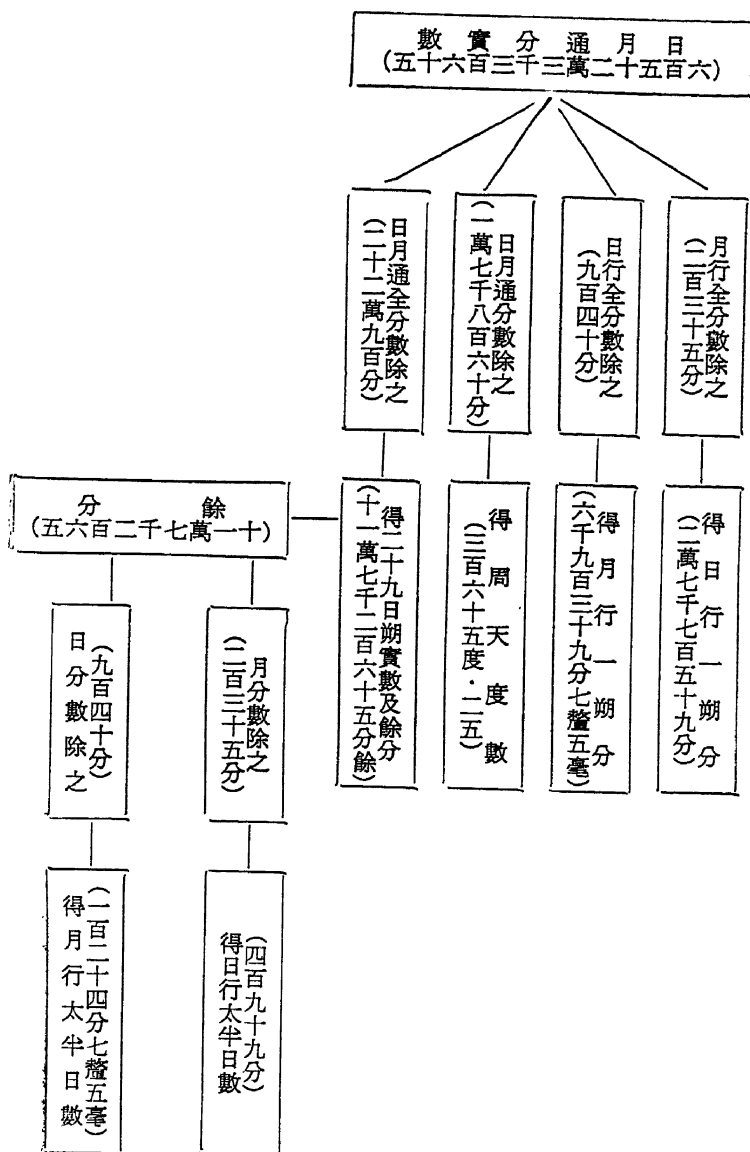 日月通分實數
(六百五十二萬三千三百六十五)
月行全分數除之
(二百三十五分)
日行全分數除之
(九百四十分)
日月通分數除之
(一萬七千八百六十分)
日月通全分數除之
(二十二萬九百分)
得日行一朔分
(二萬七千七百五十九分)
得月行一朔分
(六千九百三十九分七釐五毫)
得周天度數
(三百六十五度·二五)
得二十九日朔實數及餘分
(十一萬七千二百六十五分餘)
餘分
(十一萬七千二百六五)
月分數除之
(二百三十五分)
(九百四十分)
日分數除之
(四百九十九分)
得日行太半日數
(一百二十四分七釐五毫)
得月行太半日數